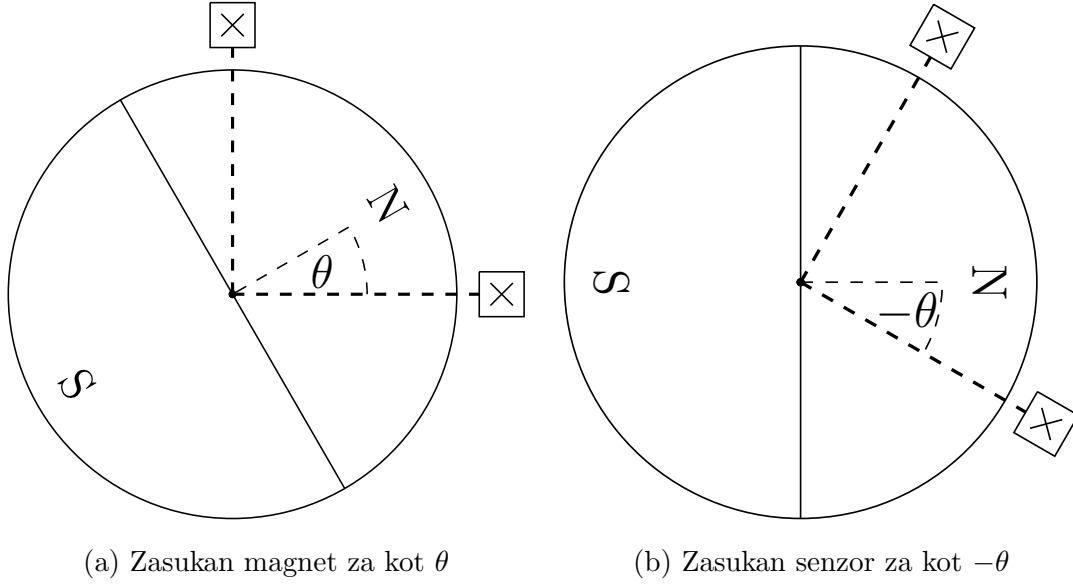 N
θ
S
S
N
−θ
(a) Zasukan magnet za kot θ
(b) Zasukan senzor za kot −θ